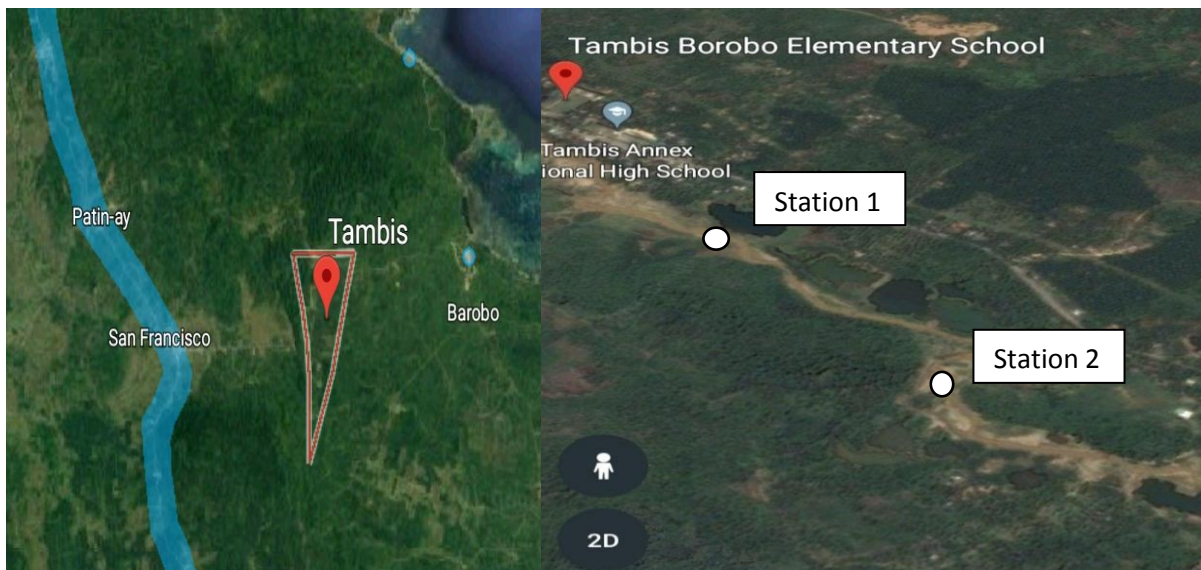 Tambis
Patin-ay
Barobo
San Francisco
Tambis Borobo Elementary School
Tambis Annex
ional High School
Station 1
Station 2
2D